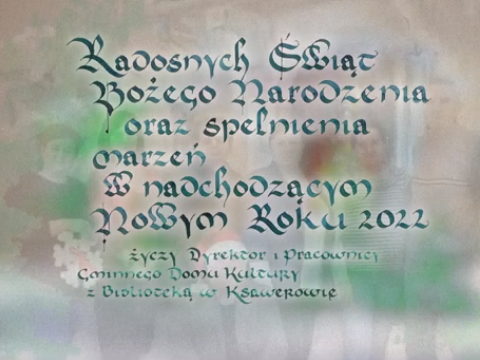 Radosnych Świąt
Bożego Narodzenia
oraz spełnienia
marzeń
w nadchodzącym
Nowym Roku 2022
życzy Dyrektor i Pracownicy
Gminnego Domu Kultury
z Biblioteką w Ksawerowie